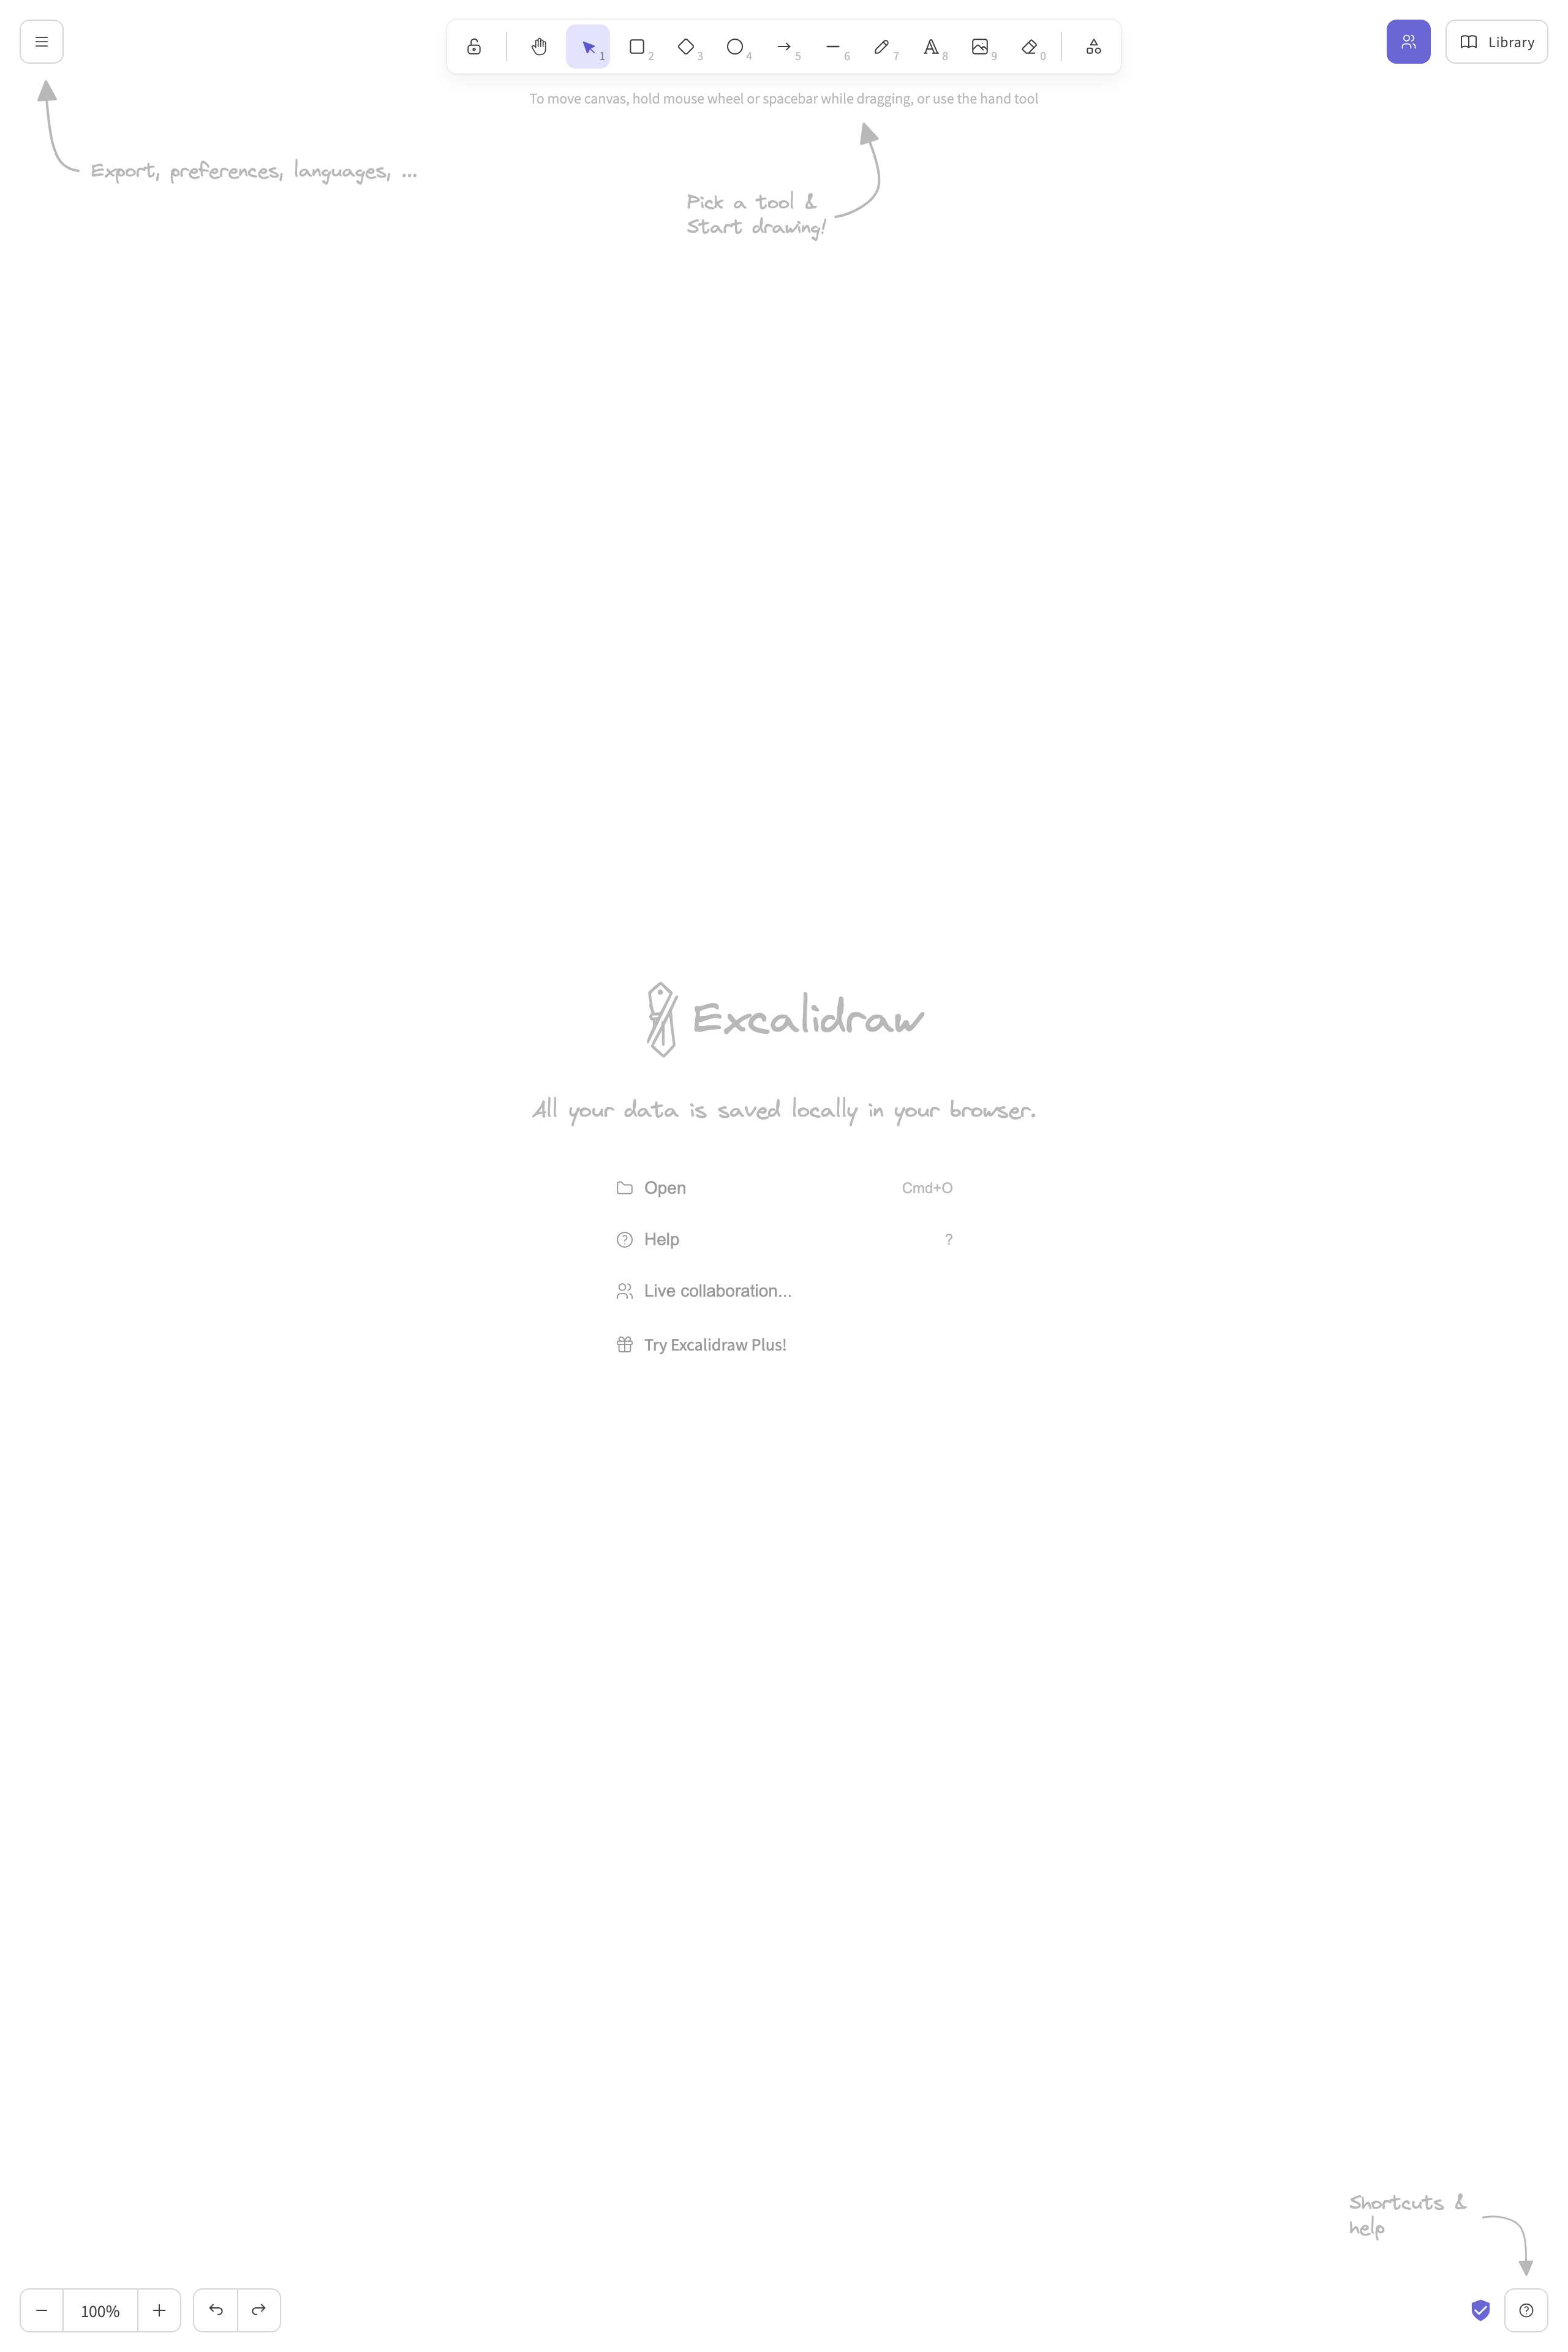 1 2 3 4 5 6 7 8 9 0
Library
To move canvas, hold mouse wheel or spacebar while dragging, or use the hand tool
Export, preferences, languages, ...
Pick a tool &
Start drawing!
Excalidraw
All your data is saved locally in your browser.
Open Cmd+O
Help ?
Live collaboration...
Try Excalidraw Plus!
Shortcuts &
help
100%